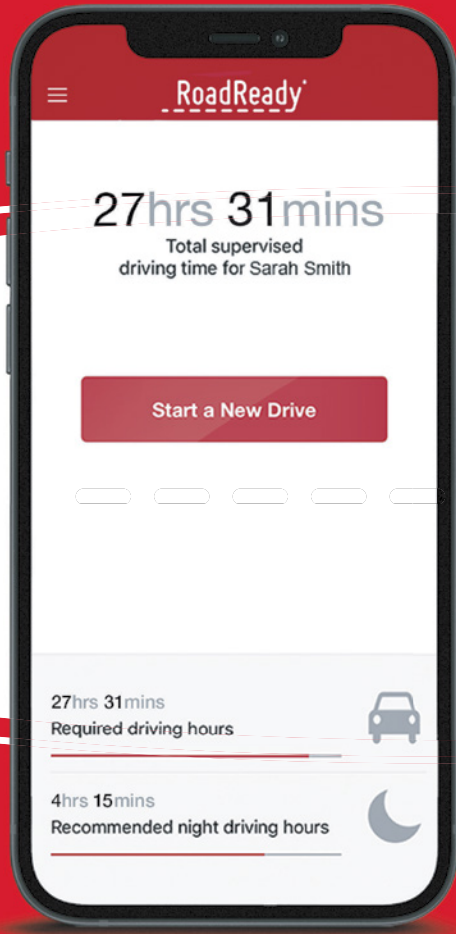 RoadReady®
27hrs 31mins
Total supervised
driving time for Sarah Smith
Start a New Drive
27hrs 31mins
Required driving hours
4hrs 15mins
Recommended night driving hours